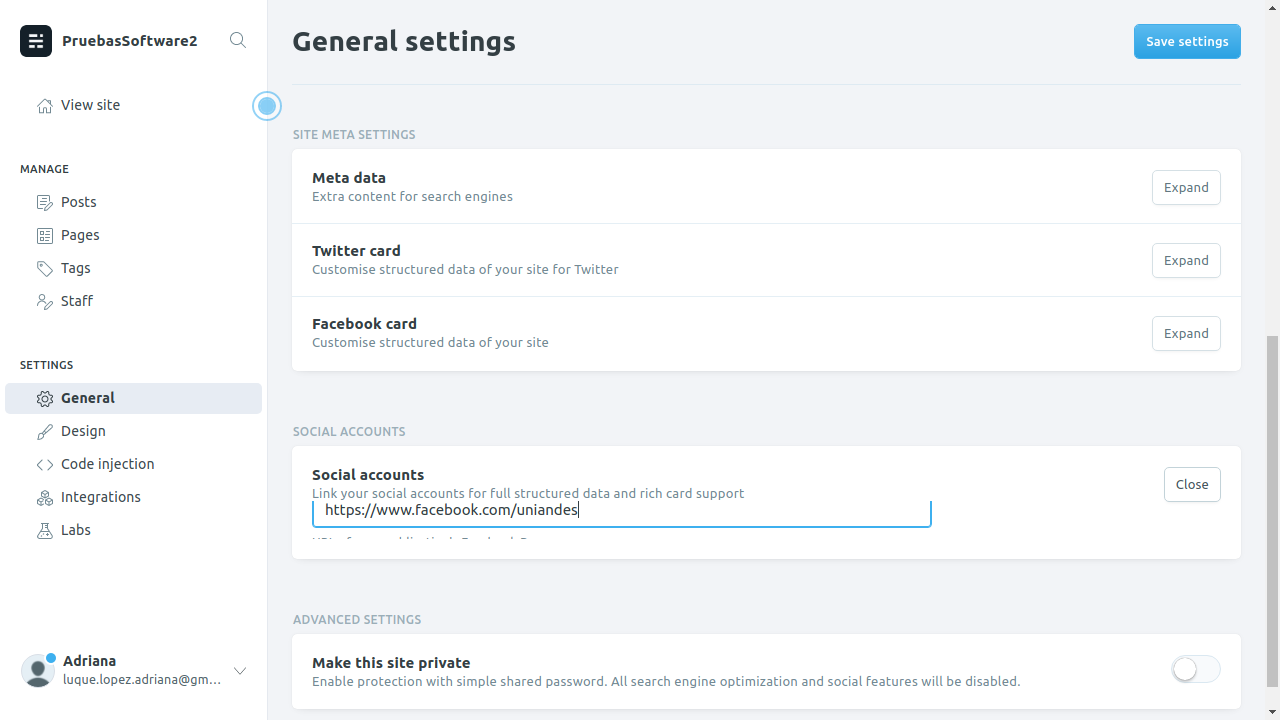 PruebasSoftware2
General settings
Save settings
View site
SITE META SETTINGS
MANAGE
Meta data
Extra content for search engines
Expand
Posts
Pages
Twitter card
Customise structured data of your site for Twitter
Expand
Tags
Staff
Facebook card
Customise structured data of your site
Expand
SETTINGS
General
Design
Code injection
Integrations
Labs
SOCIAL ACCOUNTS
Social accounts
Link your social accounts for full structured data and rich card support
Close
https://www.facebook.com/uniandes
ADVANCED SETTINGS
Make this site private
Enable protection with simple shared password. All search engine optimization and social features will be disabled.
Adriana
luque.lopez.adriana@gm...